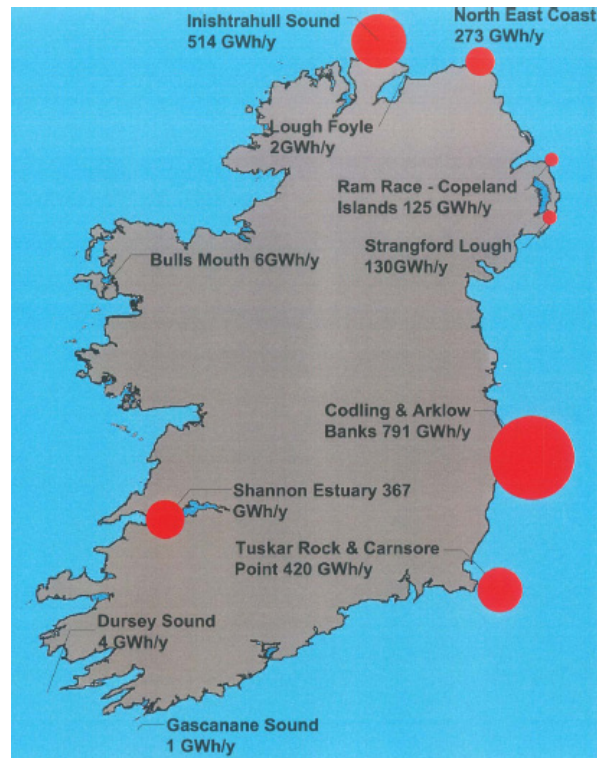 Inishtrahull Sound
514 GWh/y
North East Coast
273 GWh/y
Lough Foyle
2GWh/y
Ram Race - Copeland
Islands 125 GWh/y
Strangford Lough
130GWh/y
Bulls Mouth 6GWh/y
Codling & Arklow
Banks 791 GWh/y
Shannon Estuary 367
GWh/y
Tuskar Rock & Carnsore
Point 420 GWh/y
Dursey Sound
4 GWh/y
Gascanane Sound
1 GWh/y